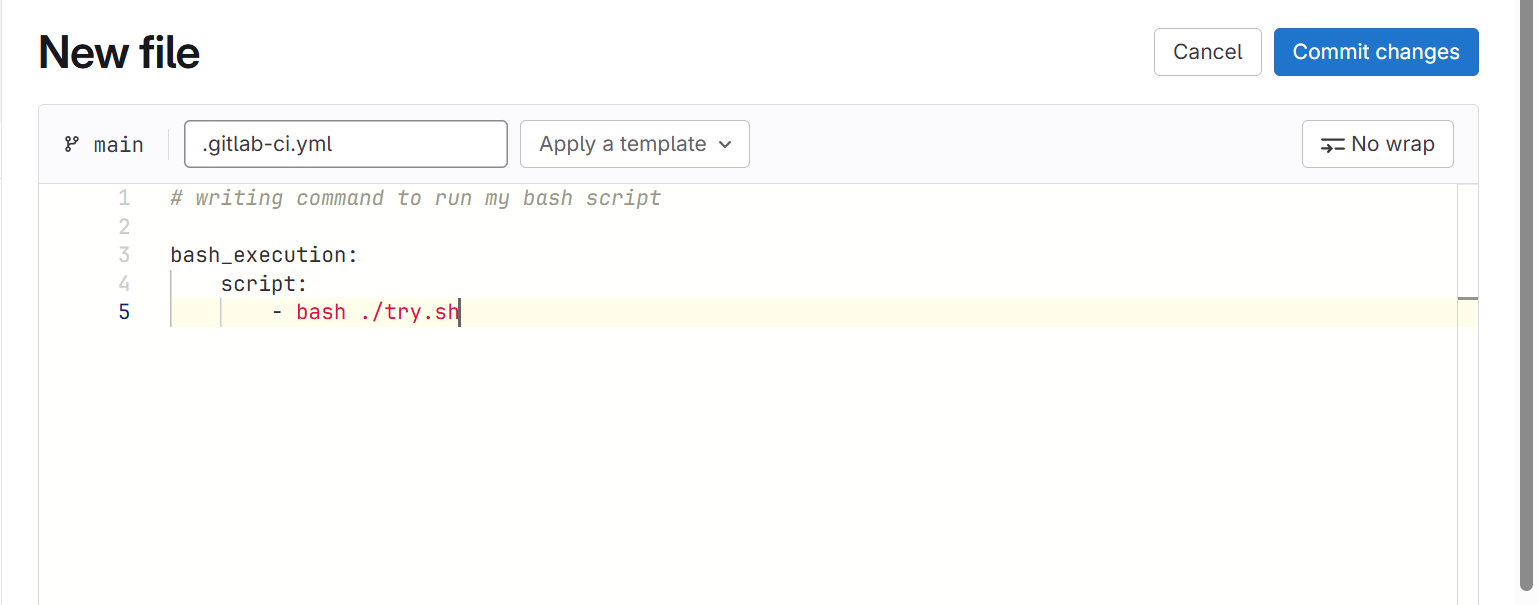 New file
Cancel
Commit changes
main
.gitlab-ci.yml
Apply a template
No wrap
1 # writing command to run my bash script
2
3 bash_execution:
4 script:
5 - bash ./try.sh